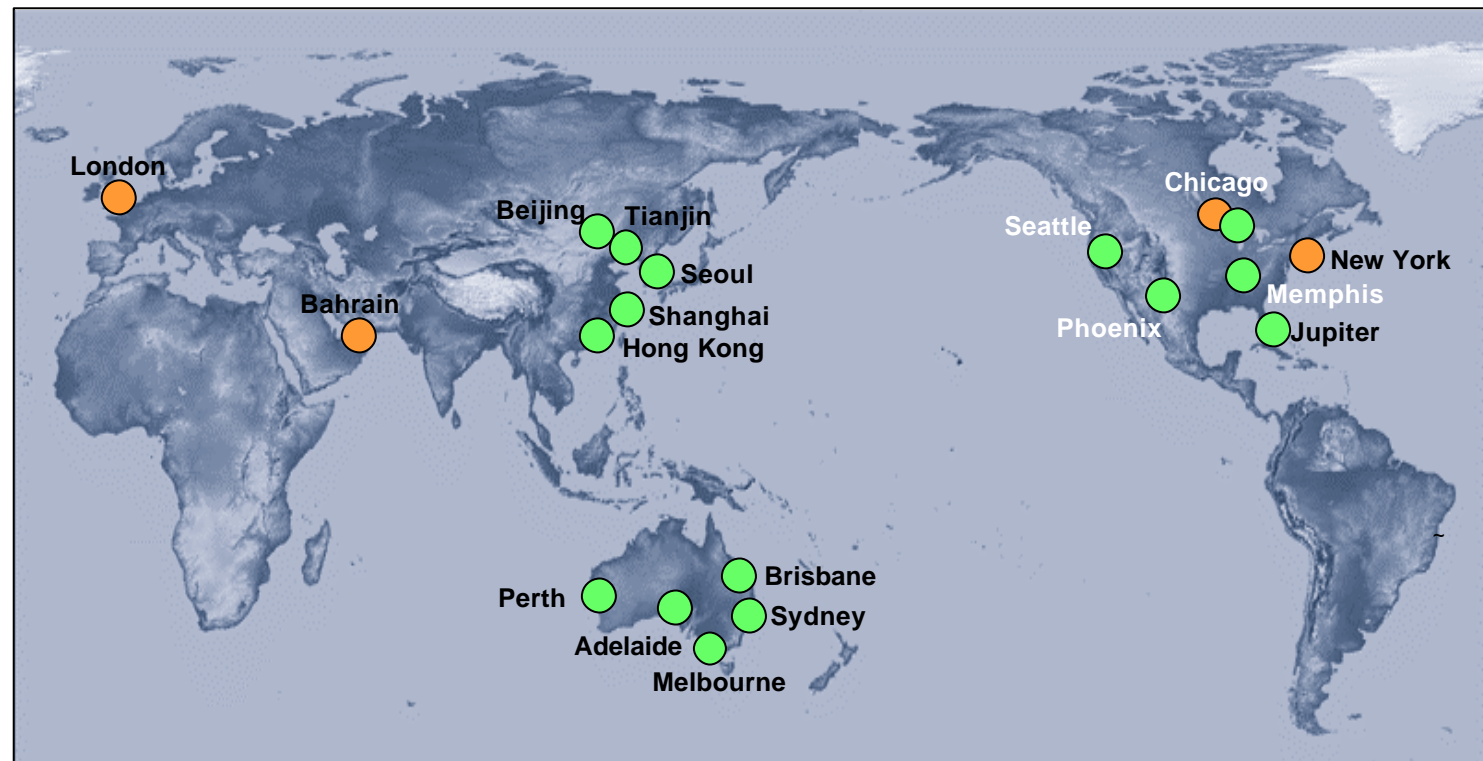 London
Chicago
Beijing
Tianjin
Seattle
New York
Seoul
Memphis
Bahrain
Shanghai
Phoenix
Jupiter
Hong Kong
~
Brisbane
Perth
Sydney
Adelaide
Melbourne